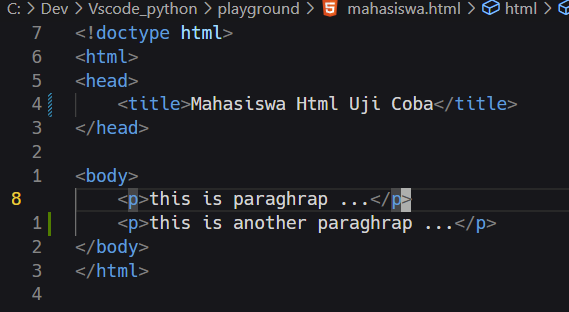 C: > Dev > Vscode_python > playground > mahasiswa.html > html >
7 <!doctype html>
6 <html>
5 <head>
4     <title>Mahasiswa Html Uji Coba</title>
3 </head>
2
1 <body>
8     <p>this is paraghrap ...</p>
1     <p>this is another paraghrap ...</p>
2 </body>
3 </html>
4